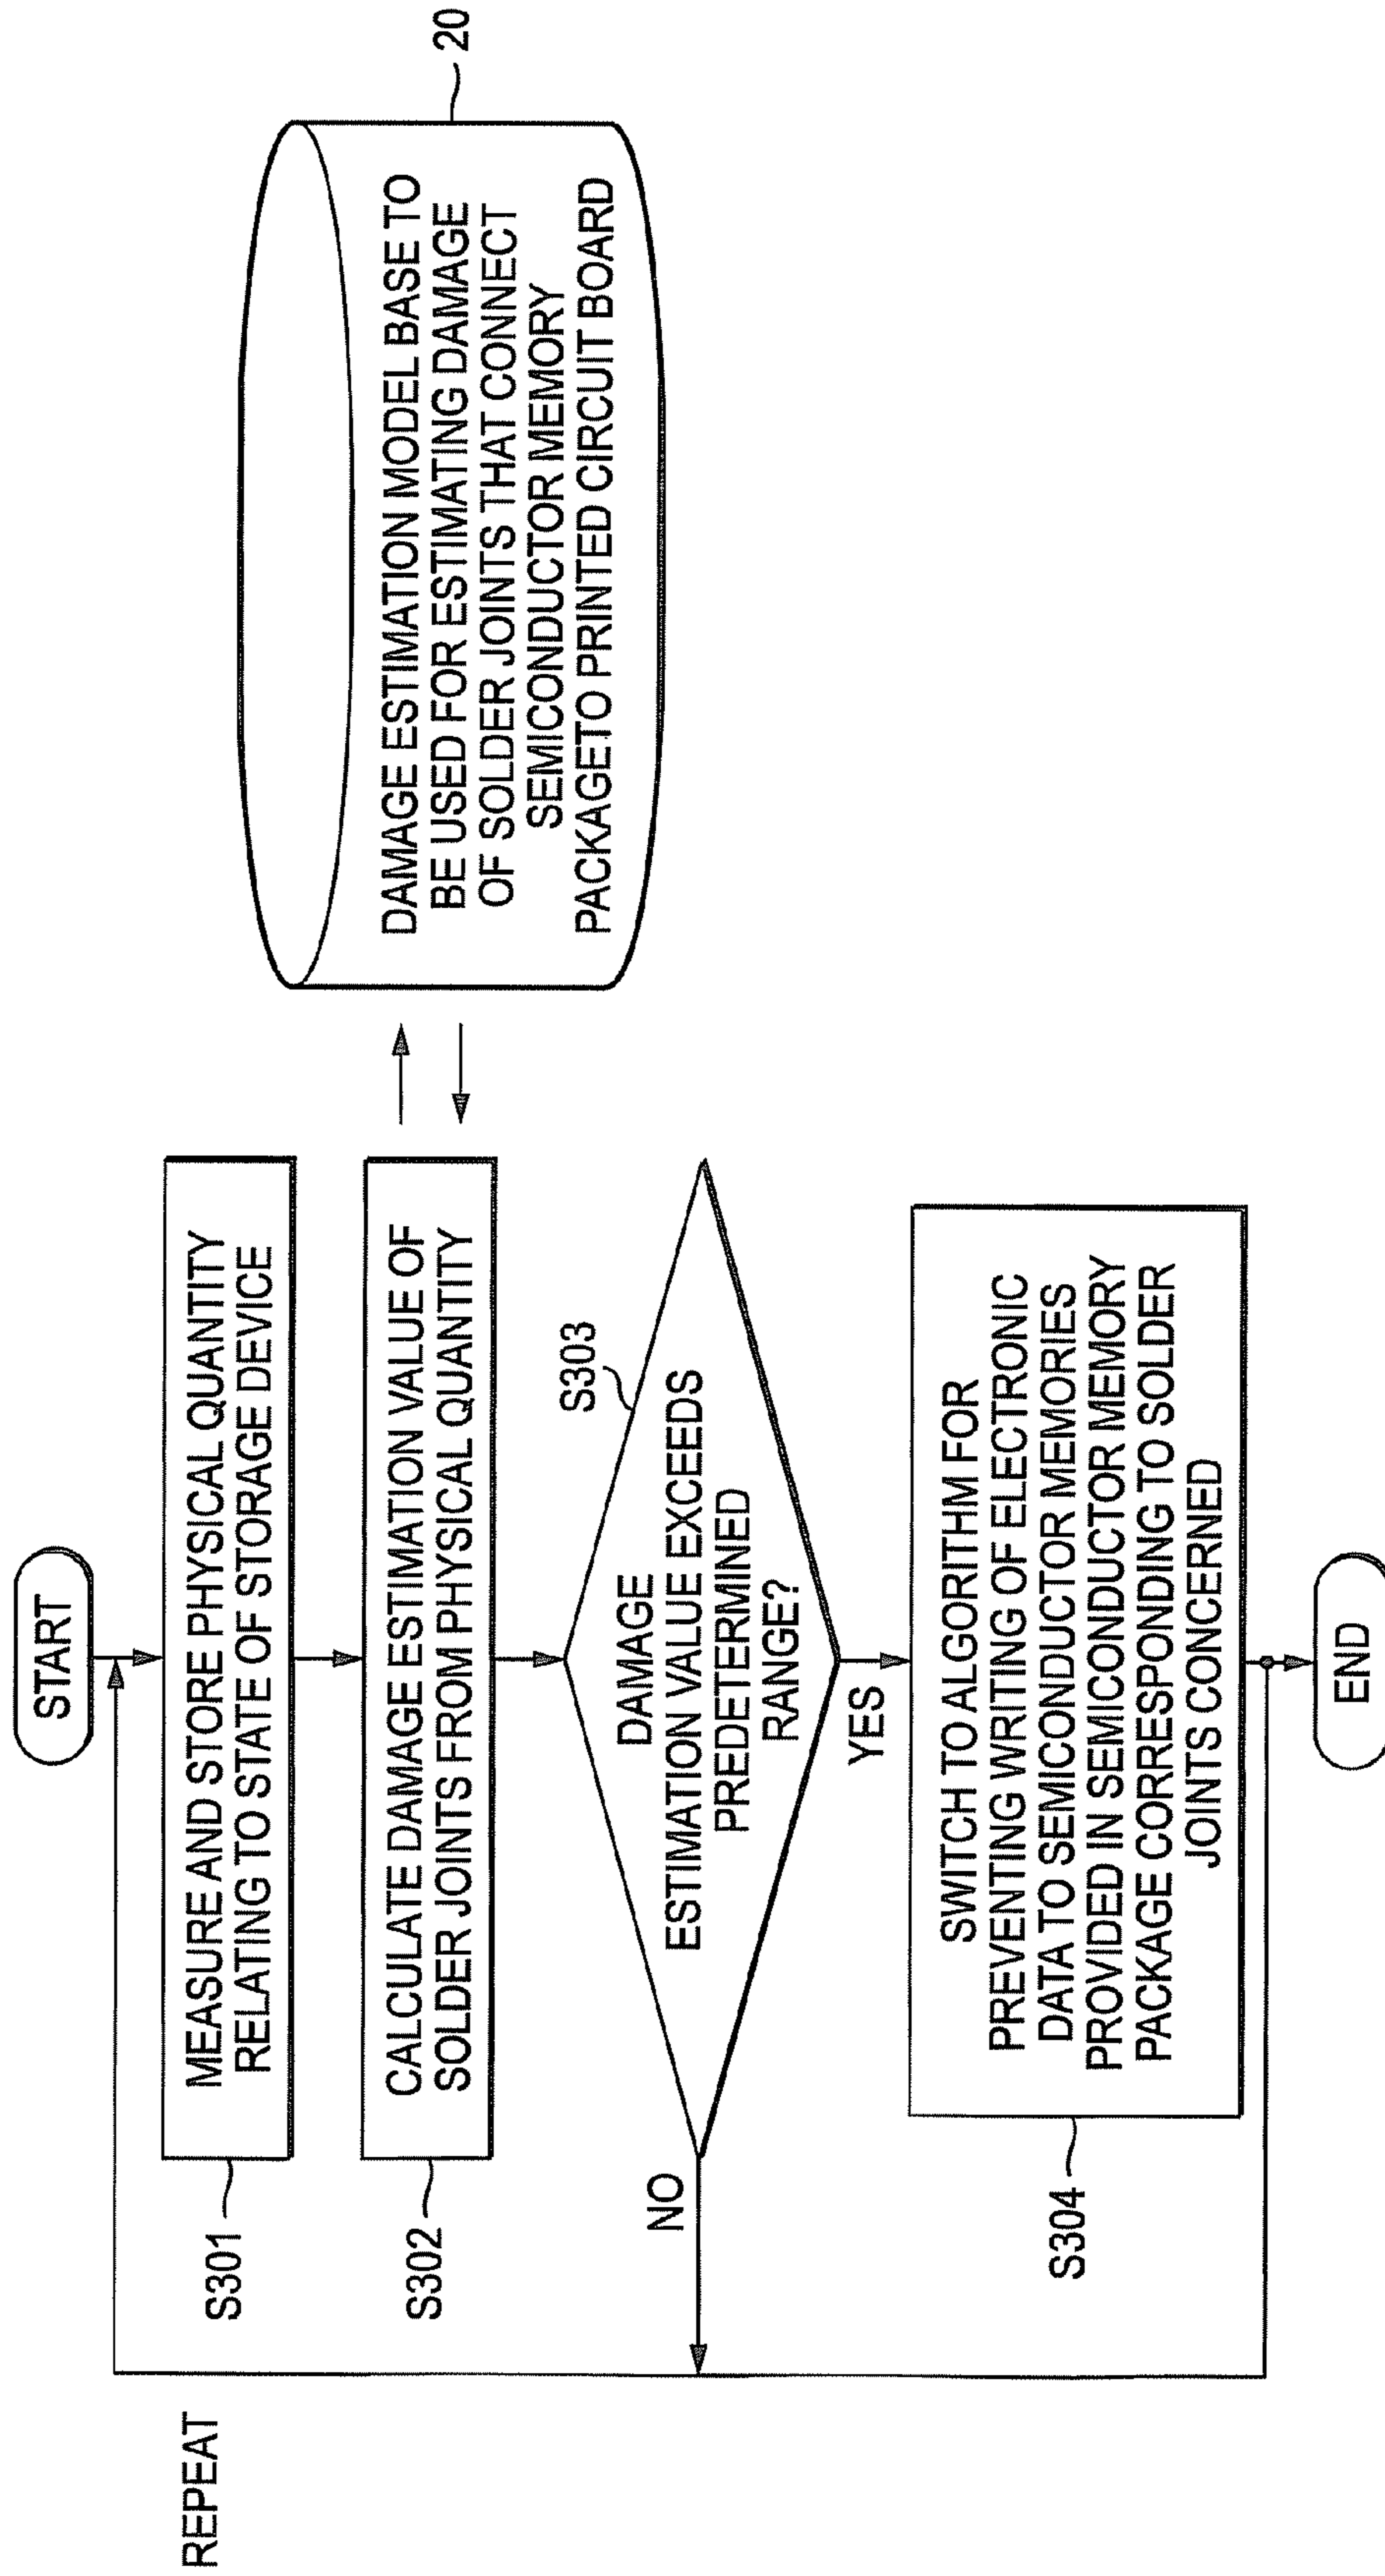 START
REPEAT
S301
MEASURE AND STORE PHYSICAL QUANTITY
RELATING TO STATE OF STORAGE DEVICE
S302
CALCULATE DAMAGE ESTIMATION VALUE OF
SOLDER JOINTS FROM PHYSICAL QUANTITY
20
DAMAGE ESTIMATION MODEL BASE TO
BE USED FOR ESTIMATING DAMAGE
OF SOLDER JOINTS THAT CONNECT
SEMICONDUCTOR MEMORY
PACKAGETO PRINTED CIRCUIT BOARD
S303
DAMAGE
ESTIMATION VALUE EXCEEDS
PREDETERMINED
RANGE?
NO
YES
S304
SWITCH TO ALGORITHM FOR
PREVENTING WRITING OF ELECTRONIC
DATA TO SEMICONDUCTOR MEMORIES
PROVIDED IN SEMICONDUCTOR MEMORY
PACKAGE CORRESPONDING TO SOLDER
JOINTS CONCERNED
END